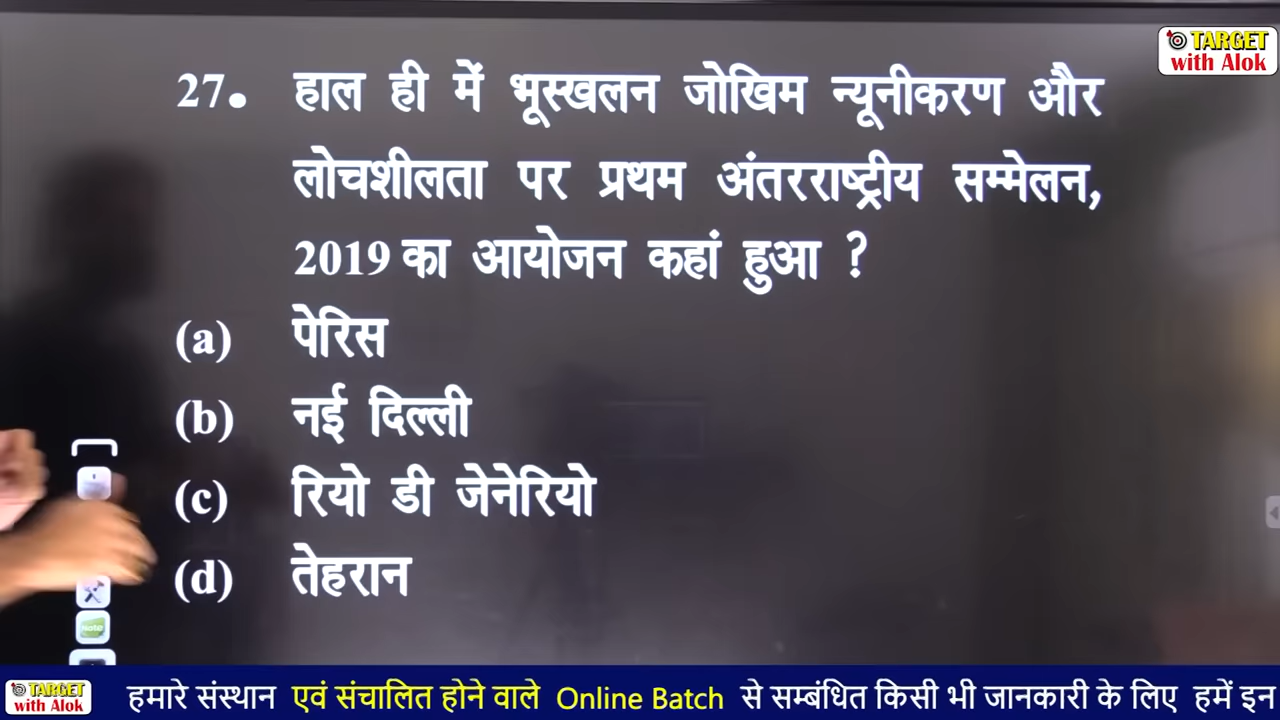 TARGET
with Alok
27. हाल ही में भूस्खलन जोखिम न्यूनीकरण और
लोचशीलता पर प्रथम अंतरराष्ट्रीय सम्मेलन,
2019 का आयोजन कहां हुआ ?
(a) पेरिस
(b) नई दिल्ली
(c) रियो डी जेनेरियो
(d) तेहरान
Note
TARGET
with Alok
हमारे संस्थान एवं संचालित होने वाले Online Batch से सम्बंधित किसी भी जानकारी के लिए हमें इन